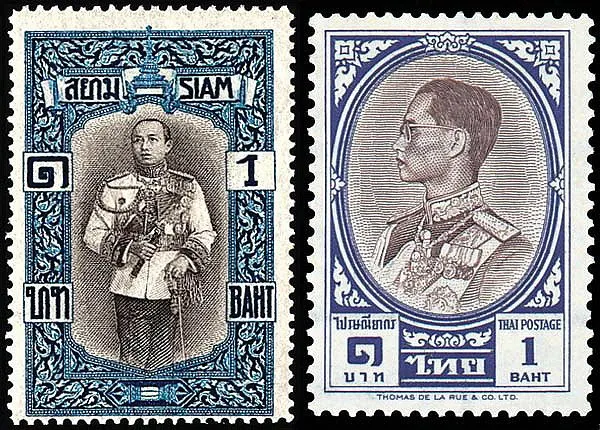 สยาม SIAM
๑ 1
บาท BAHT
ไปรษณียากร THAI POSTAGE
๑ ไทย 1
บาท BAHT
THOMAS DE LA RUE & CO. LTD.